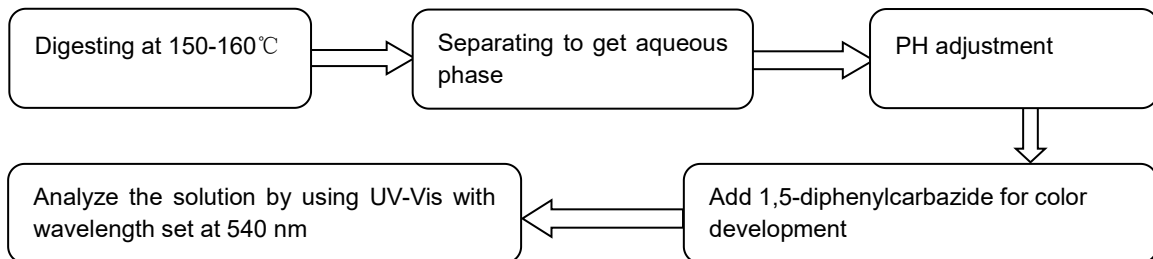 Digesting at 150-160℃
Separating to get aqueous
phase
PH adjustment
Add 1,5-diphenylcarbazide for color
development
Analyze the solution by using UV-Vis with
wavelength set at 540 nm